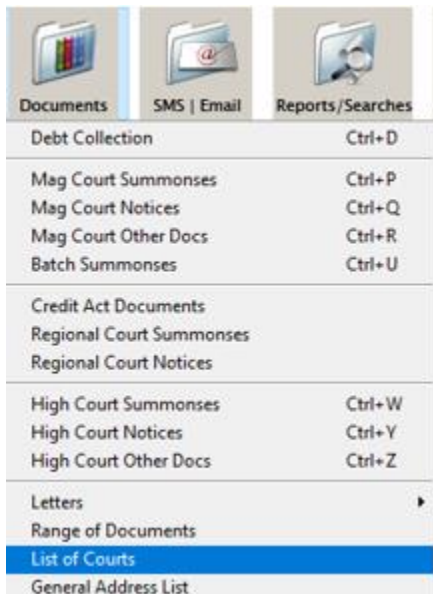 Documents SMS | Email Reports/Searches
Debt Collection Ctrl+D
Mag Court Summonses Ctrl+P
Mag Court Notices Ctrl+Q
Mag Court Other Docs Ctrl+R
Batch Summonses Ctrl+U
Credit Act Documents
Regional Court Summonses
Regional Court Notices
High Court Summonses Ctrl+W
High Court Notices Ctrl+Y
High Court Other Docs Ctrl+Z
Letters
Range of Documents
List of Courts
General Address List